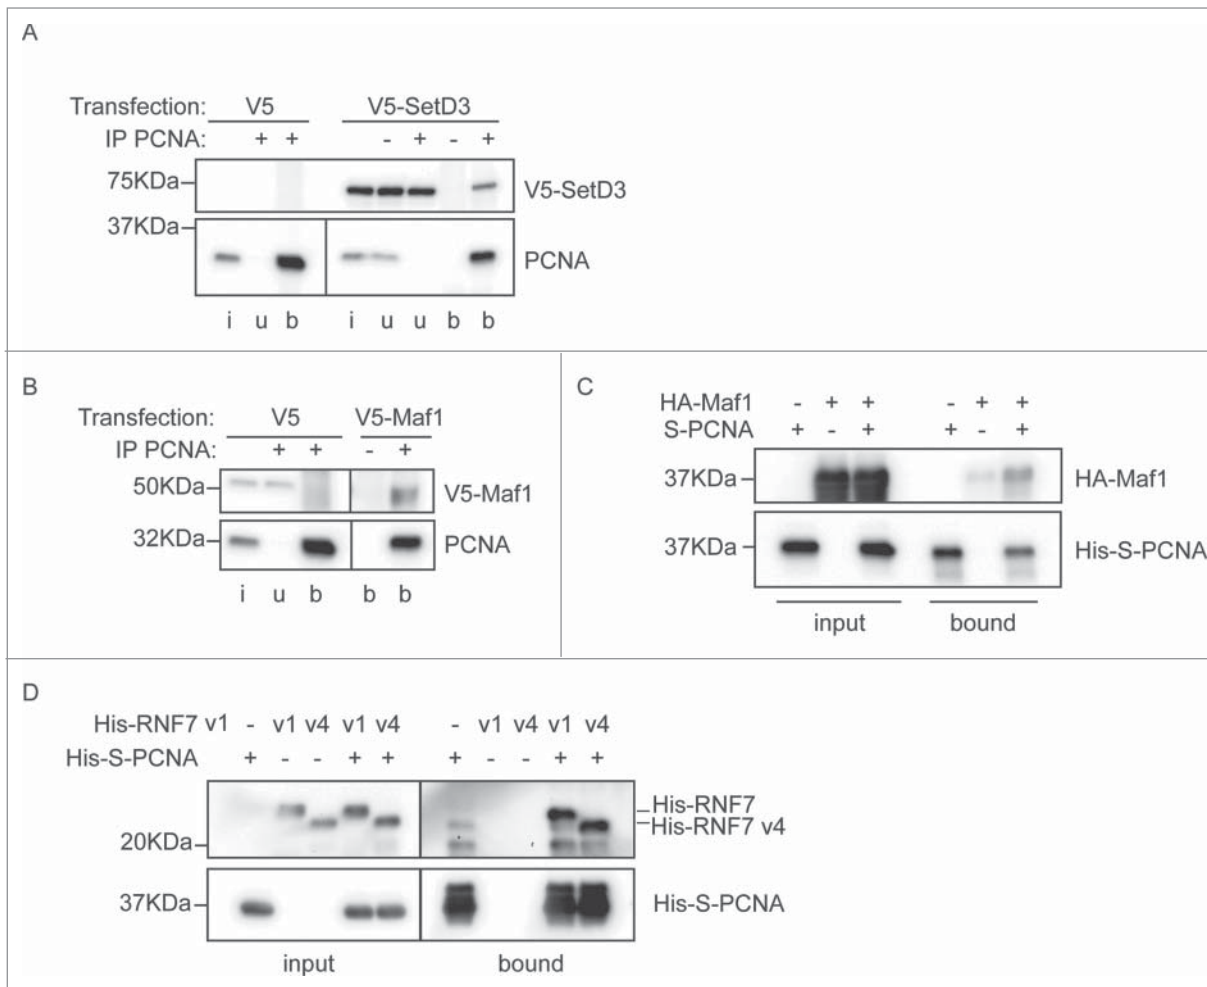 A
Transfection: V5 V5-SetD3
IP PCNA: + + - + - +
75KDa
V5-SetD3
37KDa
PCNA
i u b i u u b b
B
Transfection: V5 V5-Maf1
IP PCNA: + + - +
50KDa
V5-Maf1
32KDa
PCNA
i u b b b
C
HA-Maf1 - + + - + +
S-PCNA + - + + - +
37KDa
HA-Maf1
37KDa
His-S-PCNA
input bound
D
His-RNF7 v1 - v1 v4 v1 v4 - v1 v4 v1 v4
His-S-PCNA + - - + + + - - + +
His-RNF7
His-RNF7 v4
20KDa
37KDa
His-S-PCNA
input bound